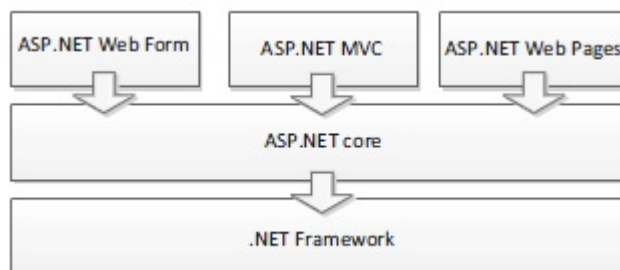 ASP.NET Web Form
ASP.NET MVC
ASP.NET Web Pages
ASP.NET core
.NET Framework